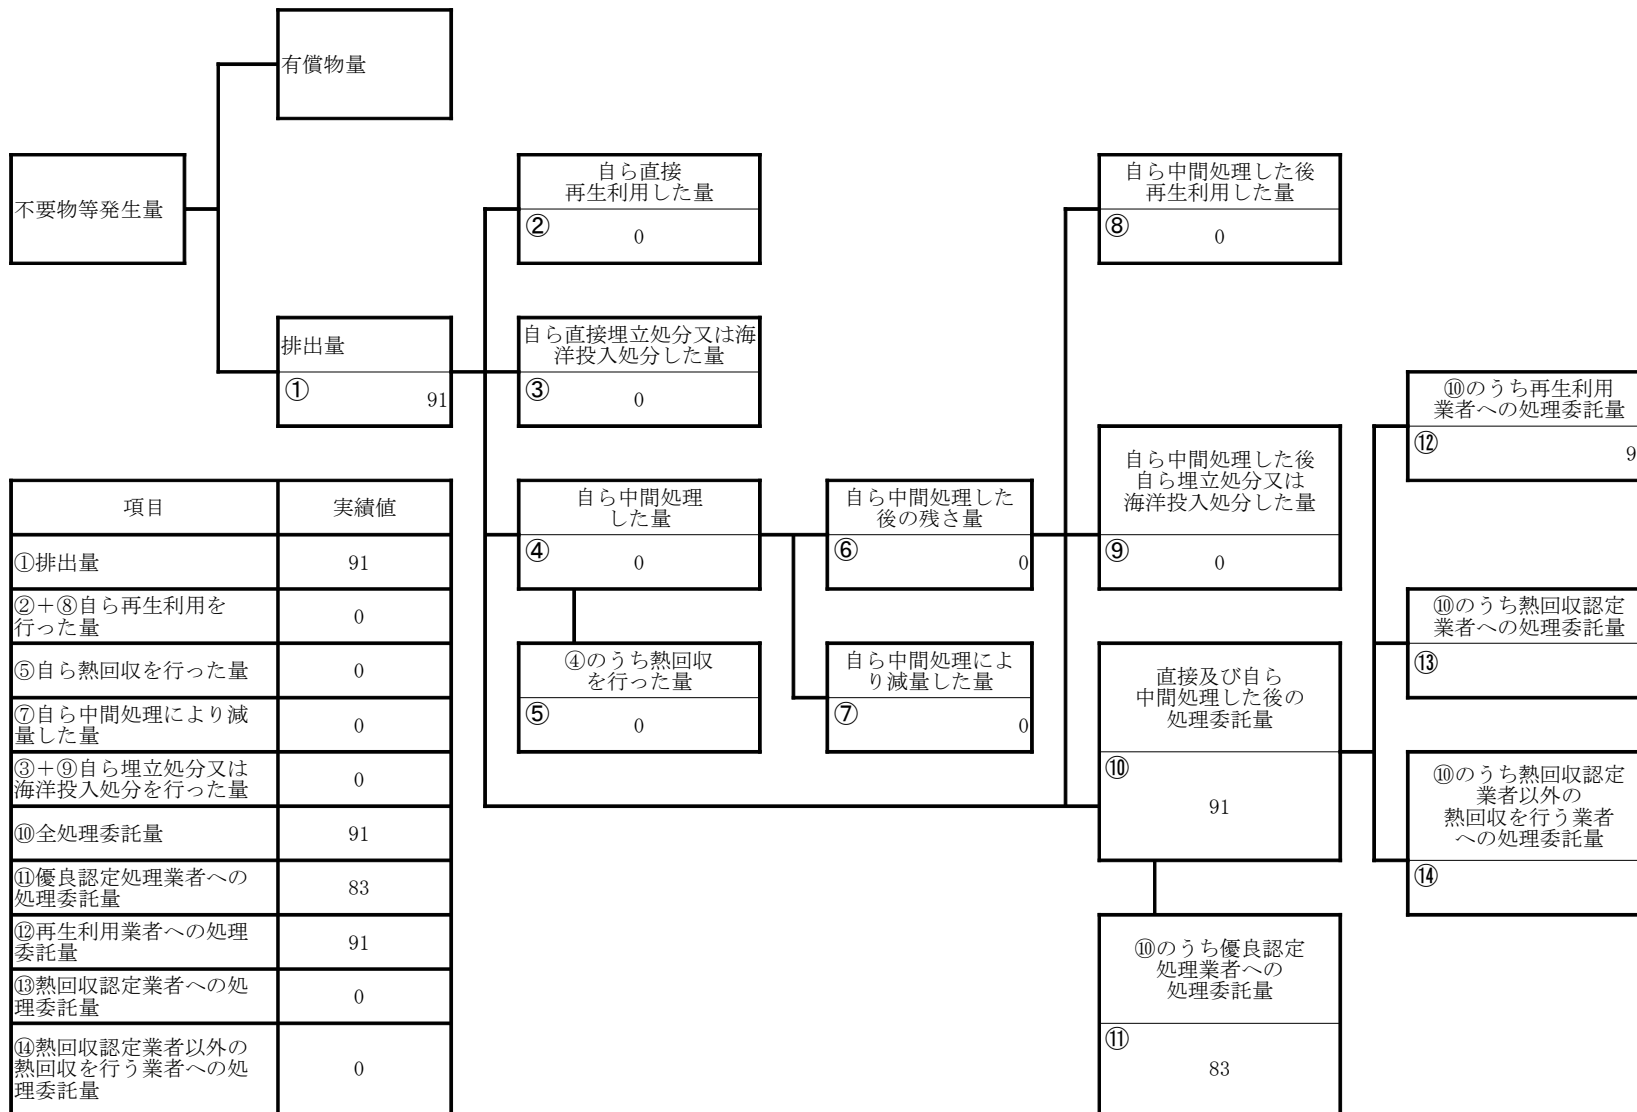 有償物量
不要物等発生量
自ら直接
再生利用した量
②
0
自ら中間処理した後
再生利用した量
⑧
0
排出量
①
91
自ら直接埋立処分又は海
洋投入処分した量
③
0
⑩のうち再生利用
業者への処理委託量
⑫
9
自ら中間処理した後
自ら埋立処分又は
海洋投入処分した量
⑨
0
自ら中間処理
した量
④
0
自ら中間処理した
後の残さ量
⑥
0
⑩のうち熱回収認定
業者への処理委託量
⑬
④のうち熱回収
を行った量
⑤
0
自ら中間処理によ
り減量した量
⑦
0
直接及び自ら
中間処理した後の
処理委託量
⑩
91
⑩のうち熱回収認定
業者以外の
熱回収を行う業者
への処理委託量
⑭
⑩のうち優良認定
処理業者への
処理委託量
⑪
83
項目 実績値
①排出量 91
②+⑧自ら再生利用を
行った量 0
⑤自ら熱回収を行った量 0
⑦自ら中間処理により減
量した量 0
③+⑨自ら埋立処分又は
海洋投入処分を行った量 0
⑩全処理委託量 91
⑪優良認定処理業者への
処理委託量 83
⑫再生利用業者への処理
委託量 91
⑬熱回収認定業者への処
理委託量 0
⑭熱回収認定業者以外の
熱回収を行う業者への処
理委託量 0